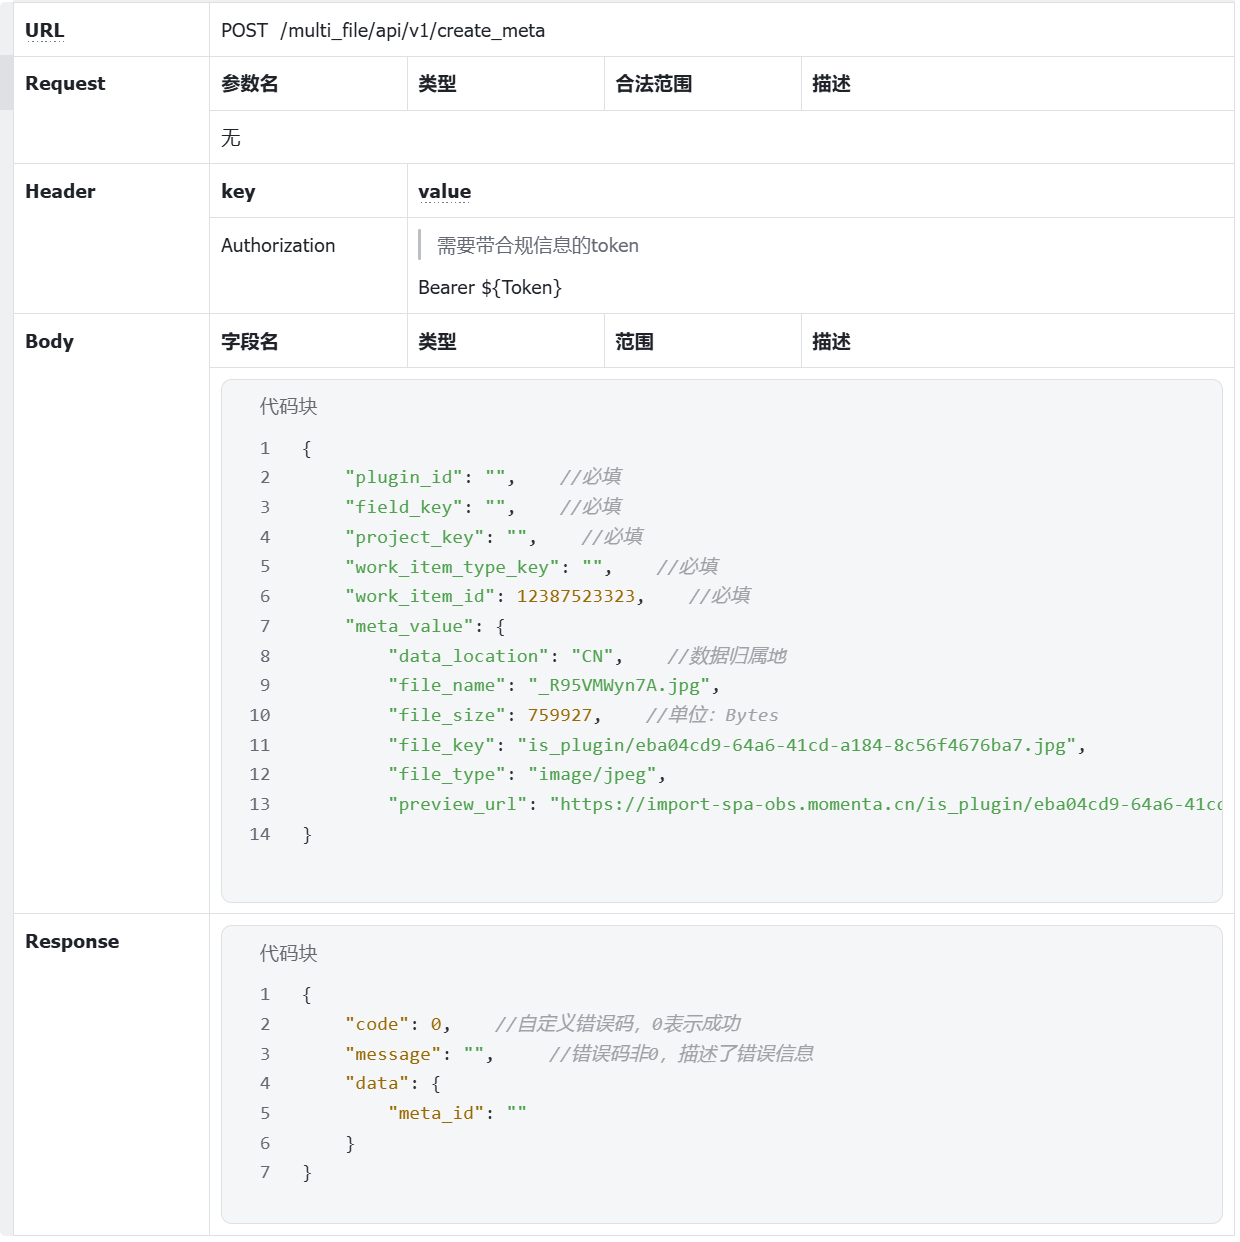 URL
POST /multi_file/api/v1/create_meta
Request
参数名 类型 合法范围 描述
无
Header
key value
Authorization
需要带合规信息的token
Bearer ${Token}
Body
字段名 类型 范围 描述
代码块
1 {
2 "plugin_id": "", //必填
3 "field_key": "", //必填
4 "project_key": "", //必填
5 "work_item_type_key": "", //必填
6 "work_item_id": 12387523323, //必填
7 "meta_value": {
8 "data_location": "CN", //数据归属地
9 "file_name": "_R95VMWyn7A.jpg",
10 "file_size": 759927, //单位：Bytes
11 "file_key": "is_plugin/eba04cd9-64a6-41cd-a184-8c56f4676ba7.jpg",
12 "file_type": "image/jpeg",
13 "preview_url": "https://import-spa-obs.momenta.cn/is_plugin/eba04cd9-64a6-41cd
14 }
Response
代码块
1 {
2 "code": 0, //自定义错误码，0表示成功
3 "message": "", //错误码非0，描述了错误信息
4 "data": {
5 "meta_id": ""
6 }
7 }